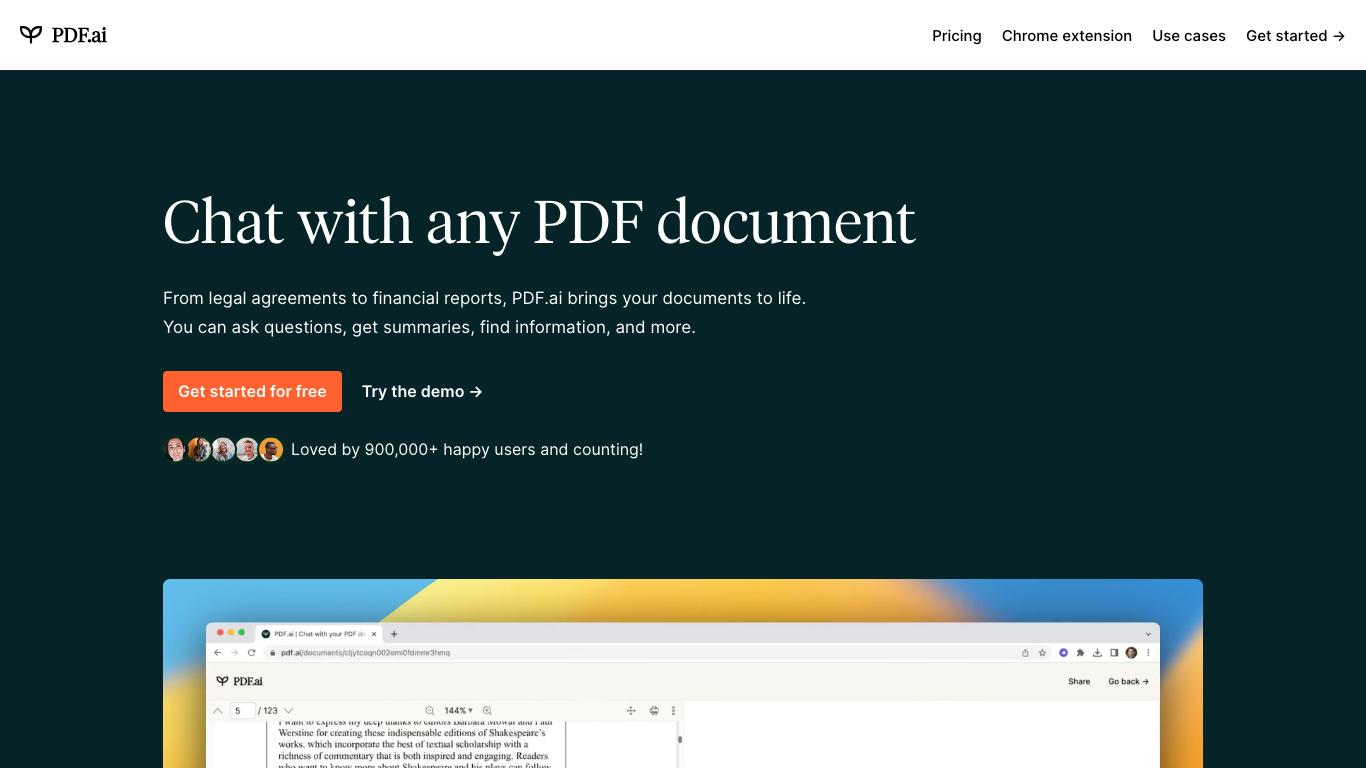 PDF.ai
Pricing
Chrome extension
Use cases
Get started →
Chat with any PDF document
From legal agreements to financial reports, PDF.ai brings your documents to life.
You can ask questions, get summaries, find information, and more.
Get started for free
Try the demo →
Loved by 900,000+ happy users and counting!
PDF.ai | Chat with your PDF do
pdf.ai/documents/cljytcoqn002emi0fdmmr3hmq
PDF.ai
Share
Go back →
5 / 123
144%
I want to express my deep thanks to editors Barbara Mowat and Paul
Werstine for creating these indispensable editions of Shakespeare's
works, which incorporate the best of textual scholarship with a
richness of commentary that is both inspired and engaging. Readers
who want to know more about Shakespeare and his plays can follow